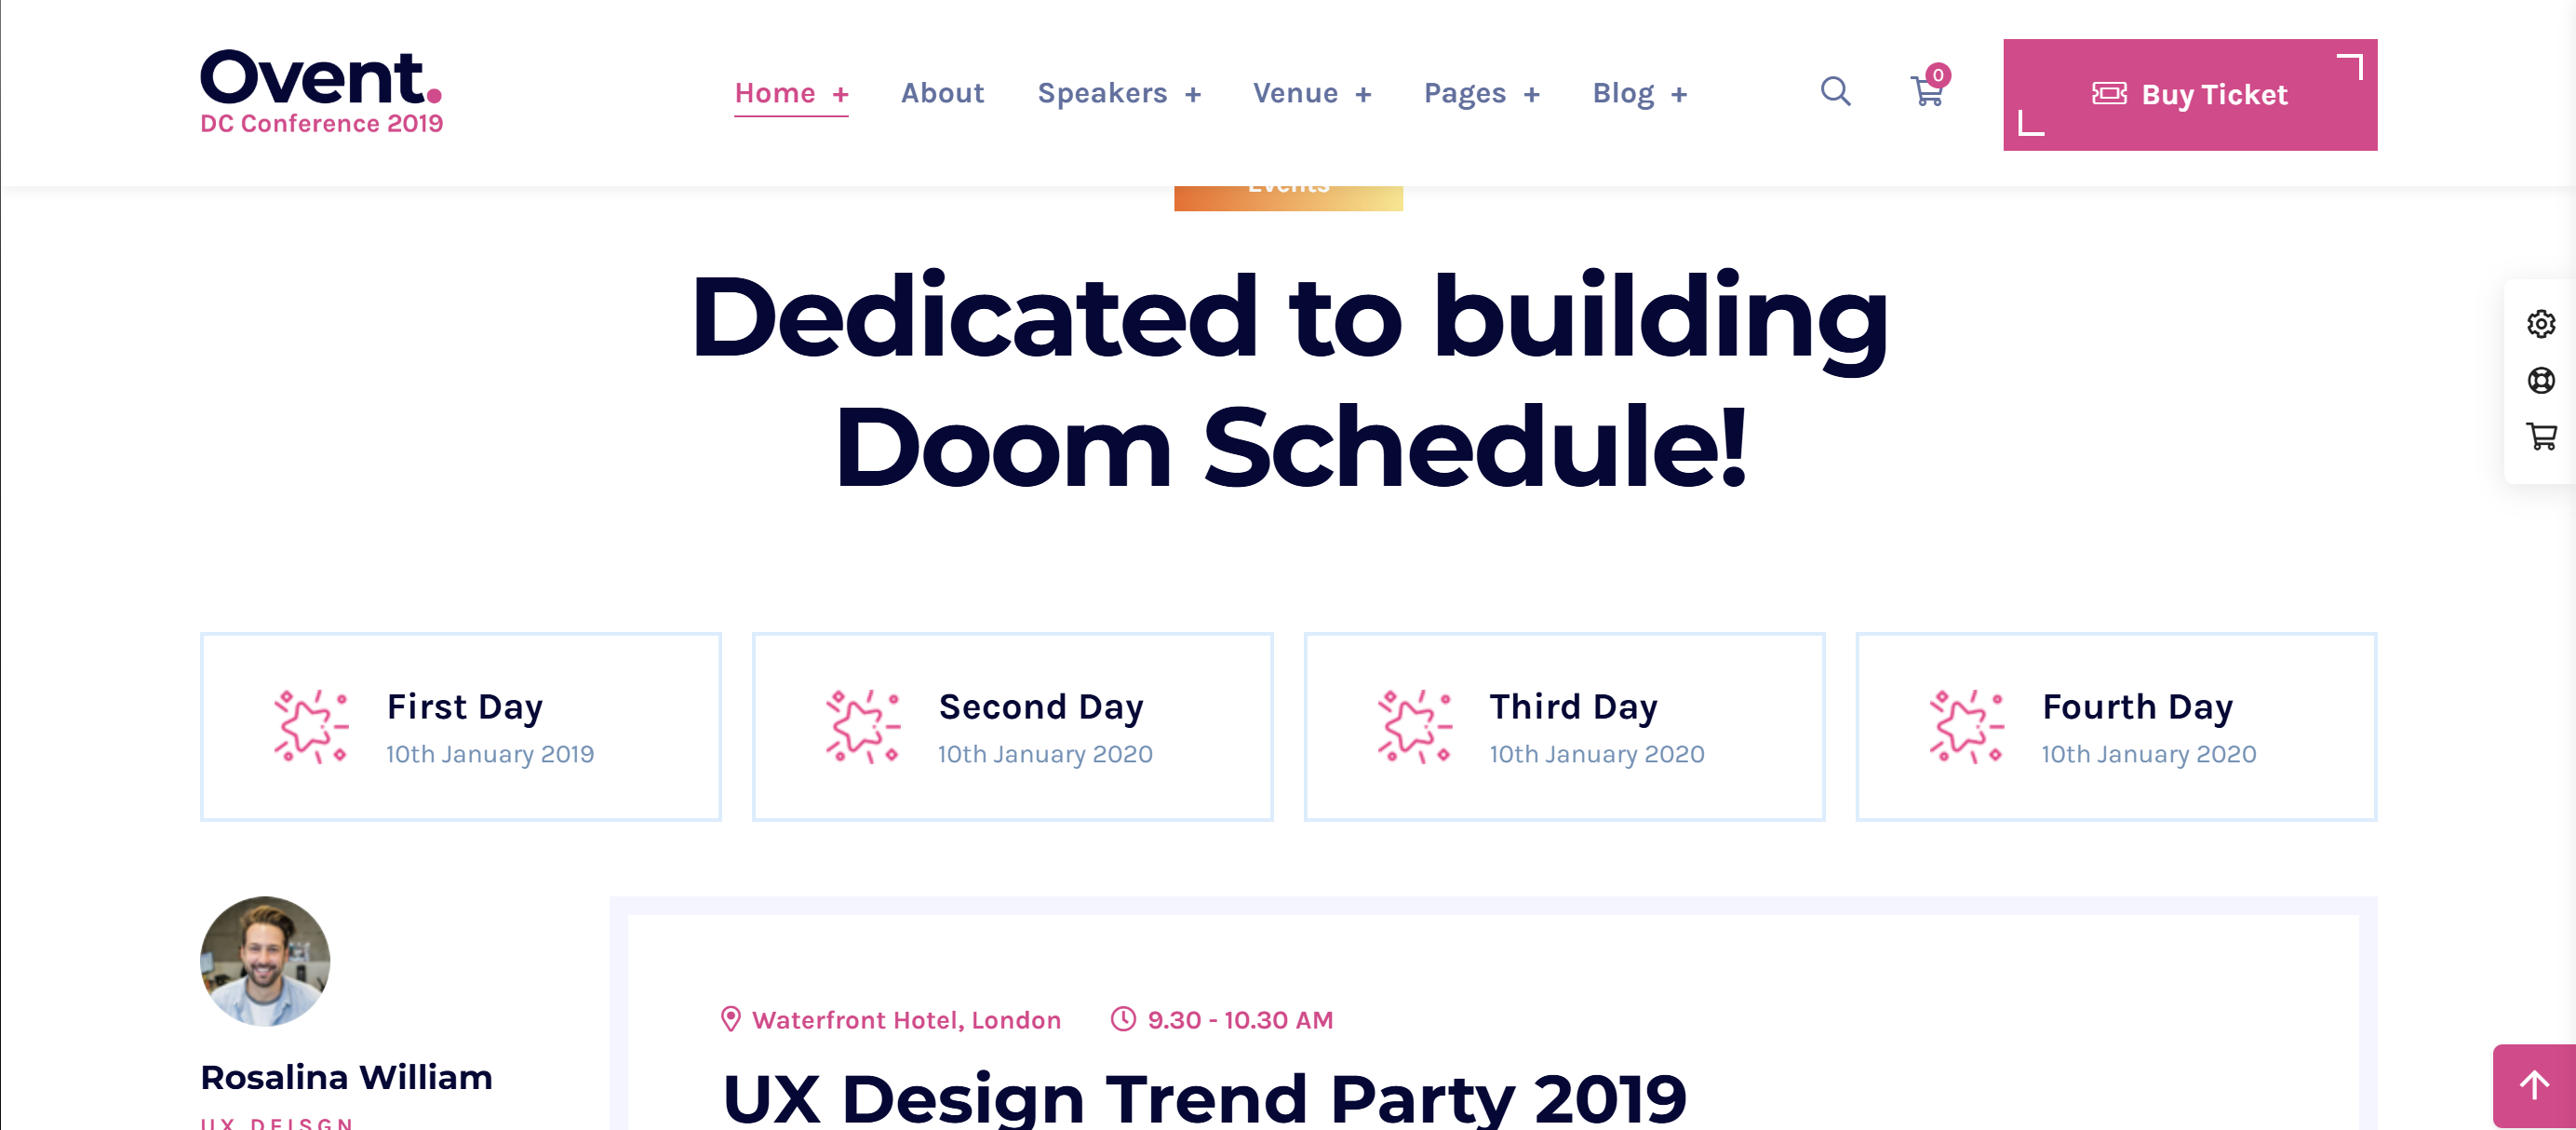 Ovent.
DC Conference 2019
Home +
About
Speakers +
Venue +
Pages +
Blog +
0
Buy Ticket
Events
Dedicated to building
Doom Schedule!
First Day
10th January 2019
Second Day
10th January 2020
Third Day
10th January 2020
Fourth Day
10th January 2020
Rosalina William
UX DEISGN
Waterfront Hotel, London
9.30 - 10.30 AM
UX Design Trend Party 2019